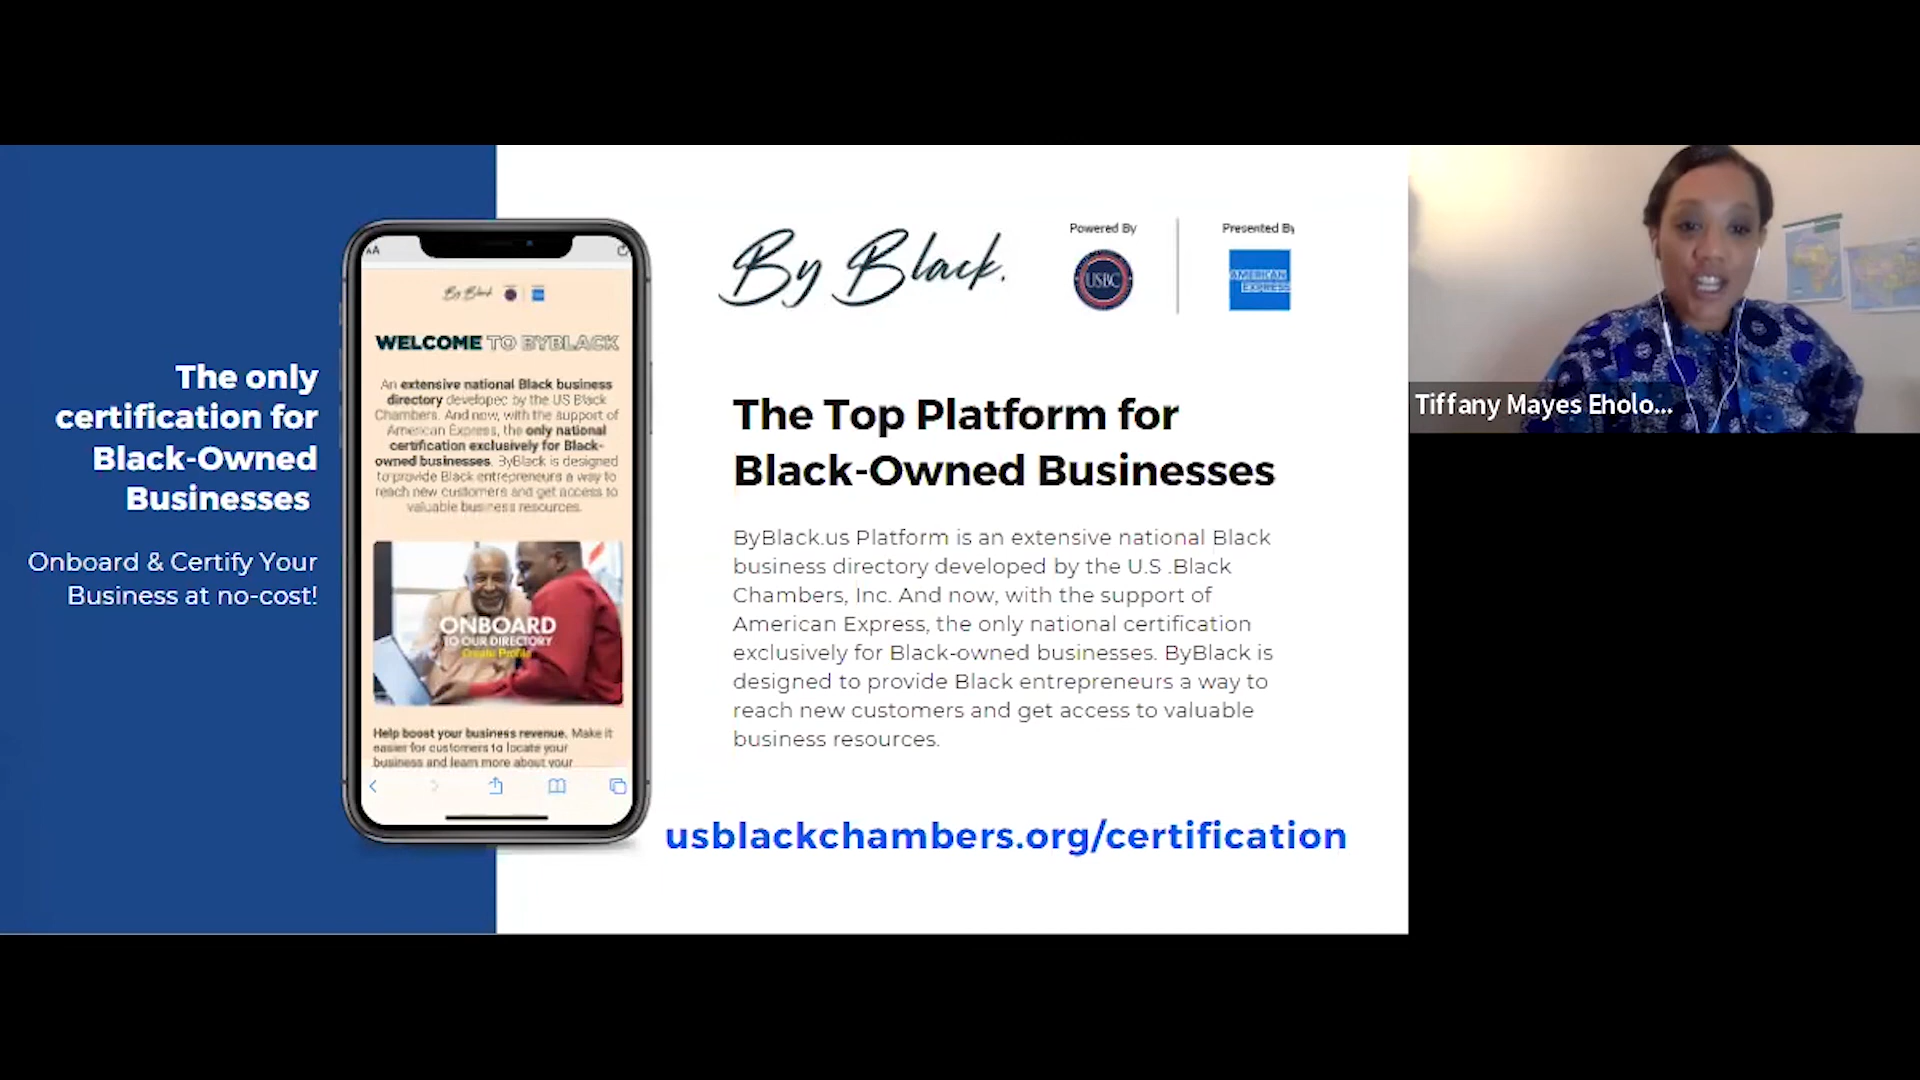 The only
certification for
Black-Owned
Businesses
Onboard & Certify Your
Business at no-cost!
AA
By Black
WELCOME TO BYBLACK
An extensive national Black business
directory developed by the US Black
Chambers. And now, with the support of
American Express, the only national
certification exclusively for Black-
owned businesses. ByBlack is designed
to provide Black entrepreneurs a way to
reach new customers and get access to
valuable business resources.
ONBOARD
TO OUR DIRECTORY
Create Profile
Help boost your business revenue. Make it
easier for customers to locate your
business and learn more about your
By Black.
Powered By
USBC
Presented By
AMERICAN
EXPRESS
The Top Platform for
Black-Owned Businesses
ByBlack.us Platform is an extensive national Black
business directory developed by the U.S .Black
Chambers, Inc. And now, with the support of
American Express, the only national certification
exclusively for Black-owned businesses. ByBlack is
designed to provide Black entrepreneurs a way to
reach new customers and get access to valuable
business resources.
usblackchambers.org/certification
Tiffany Mayes Eholo...